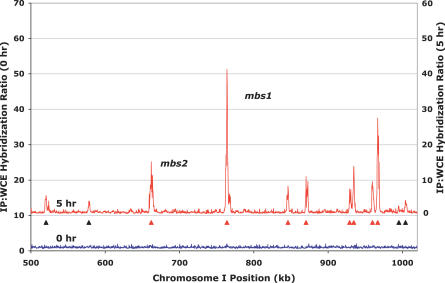 70
60
50
40
30
20
10
0
IP:WCE Hybridization Ratio (0 hr)
60
50
40
30
20
10
0
IP:WCE Hybridization Ratio (5 hr)
mbs1
mbs2
5 hr
0 hr
500 600 700 800 900 1000
Chromosome I Position (kb)